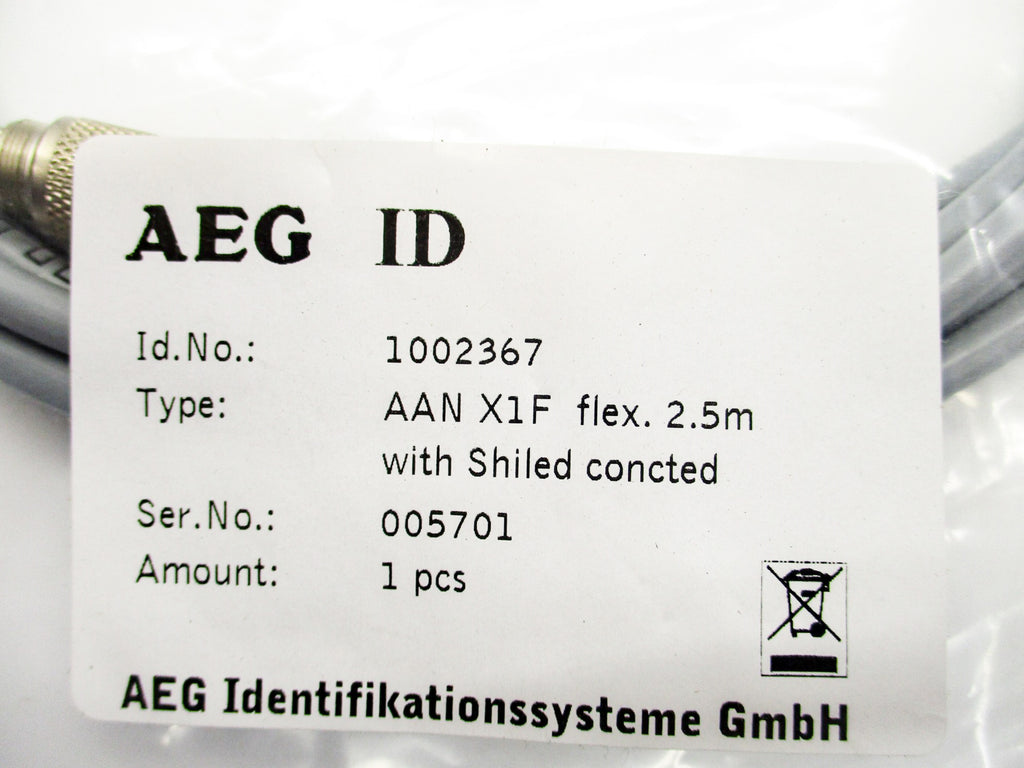 AEG ID
Id.No.: 1002367
Type: AAN X1F flex. 2.5m
with Shiled concted
Ser.No.: 005701
Amount: 1 pcs
AEG Identifikationssysteme GmbH